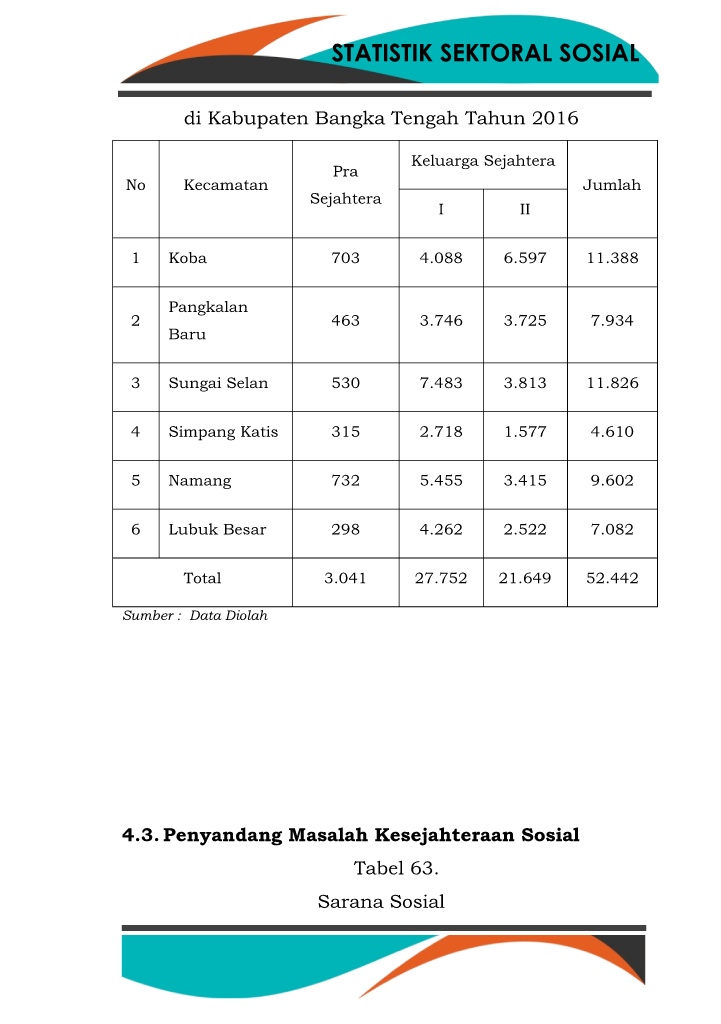 STATISTIK SEKTORAL SOSIAL
di Kabupaten Bangka Tengah Tahun 2016
No Kecamatan Pra Sejahtera Keluarga Sejahtera Jumlah
I II
1 Koba 703 4.088 6.597 11.388
2 Pangkalan Baru 463 3.746 3.725 7.934
3 Sungai Selan 530 7.483 3.813 11.826
4 Simpang Katis 315 2.718 1.577 4.610
5 Namang 732 5.455 3.415 9.602
6 Lubuk Besar 298 4.262 2.522 7.082
Total 3.041 27.752 21.649 52.442
Sumber : Data Diolah
4.3. Penyandang Masalah Kesejahteraan Sosial
Tabel 63.
Sarana Sosial